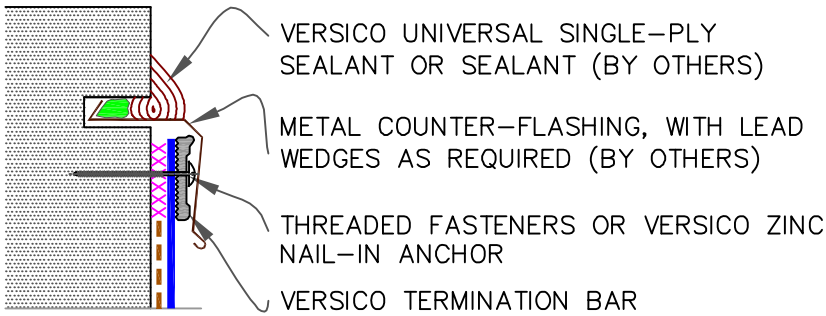 VERSICO UNIVERSAL SINGLE-PLY
SEALANT OR SEALANT (BY OTHERS)
METAL COUNTER-FLASHING, WITH LEAD
WEDGES AS REQUIRED (BY OTHERS)
THREADED FASTENERS OR VERSICO ZINC
NAIL-IN ANCHOR
VERSICO TERMINATION BAR